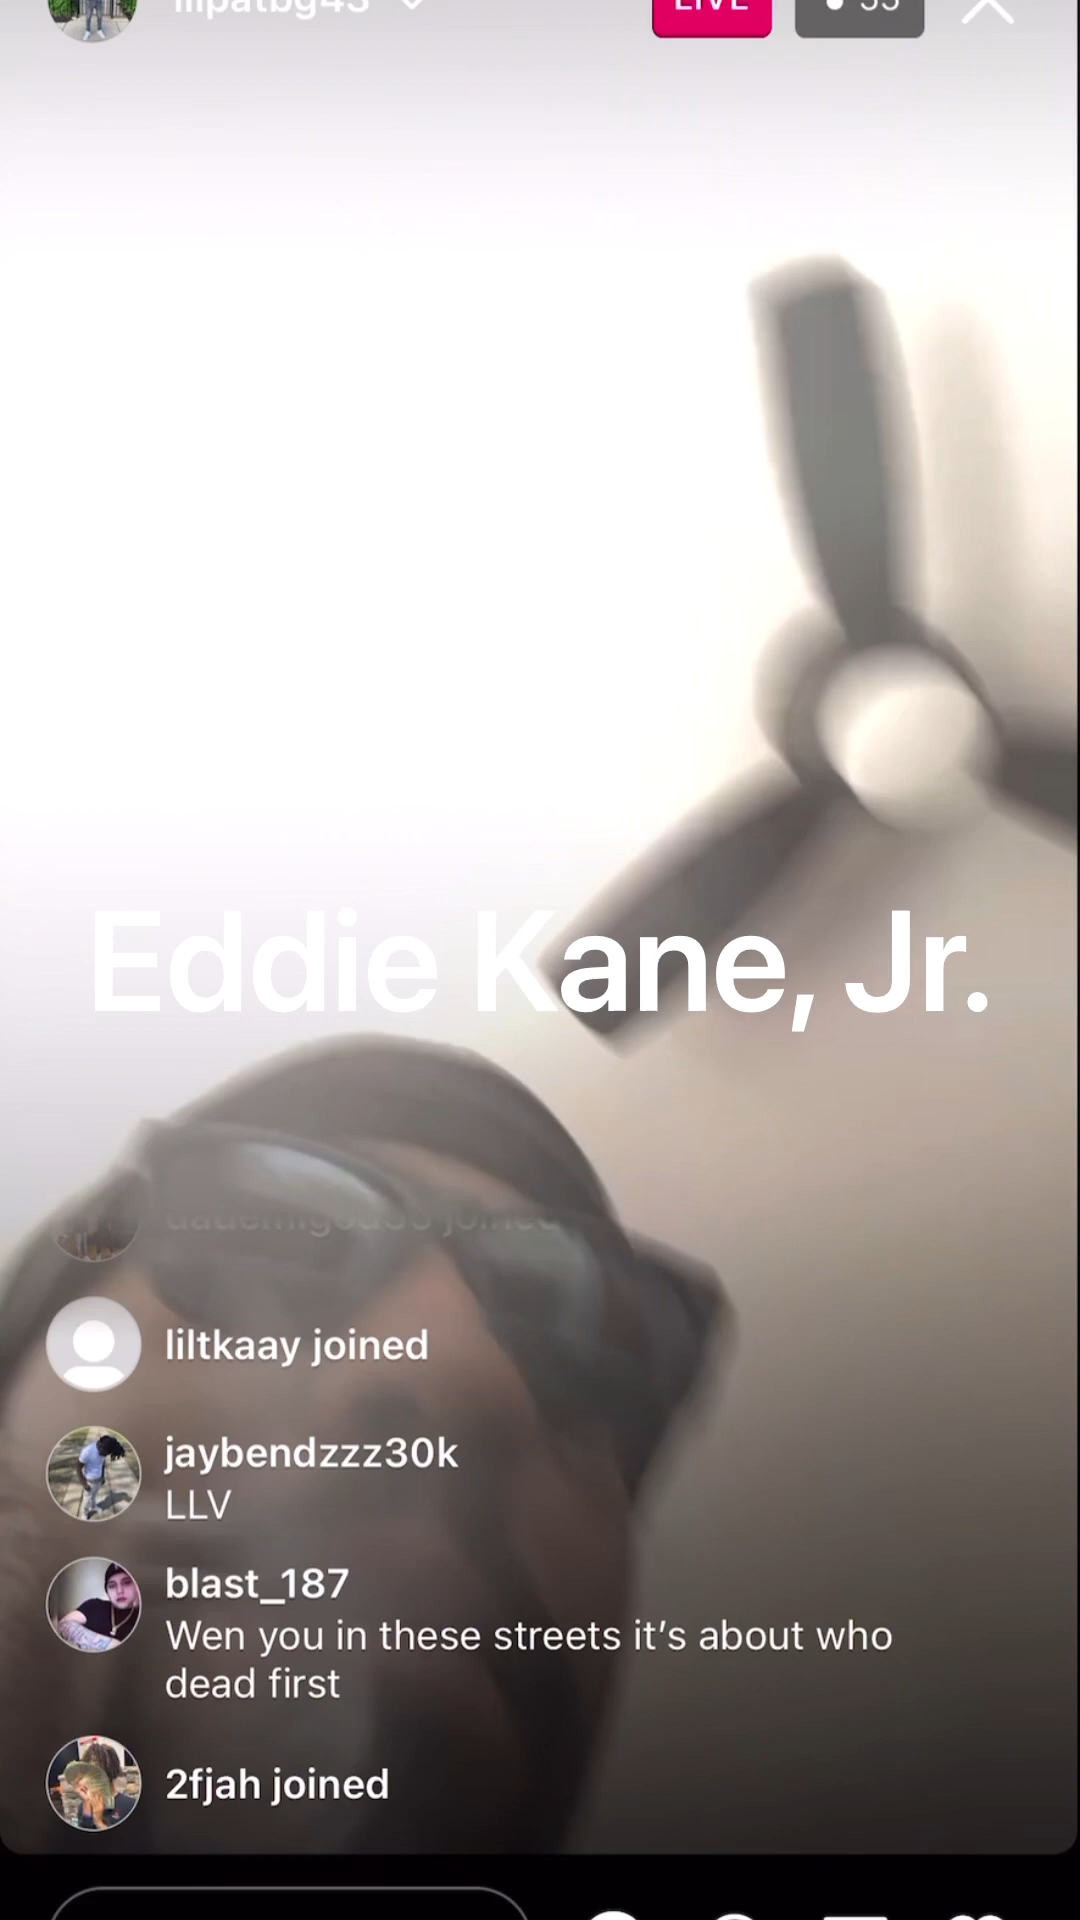 LIVE
Eddie Kane, Jr.
liltkaay joined
jaybendzzz30k
LLV
blast_187
Wen you in these streets it’s about who
dead first
2fjah joined